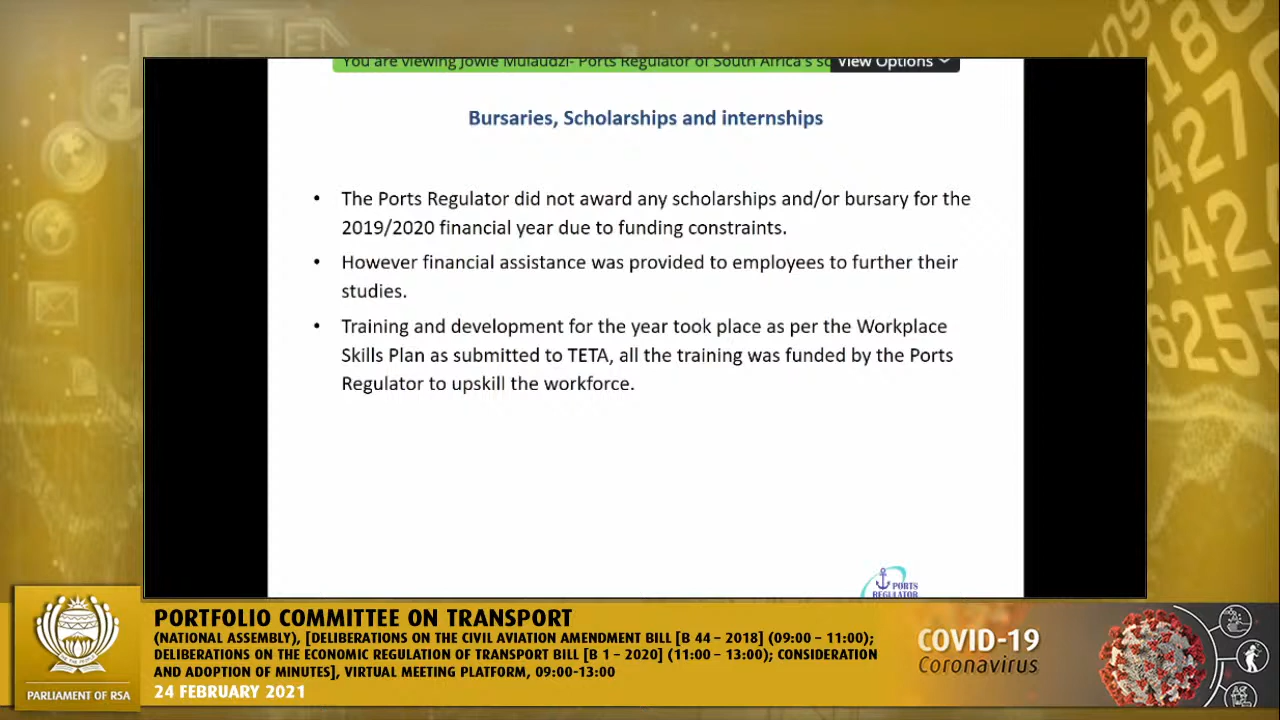 You are viewing Jowie Mulaudzi- Ports Regulator of South Africa's sc
View Options
Bursaries, Scholarships and internships
• The Ports Regulator did not award any scholarships and/or bursary for the
2019/2020 financial year due to funding constraints.
• However financial assistance was provided to employees to further their
studies.
• Training and development for the year took place as per the Workplace
Skills Plan as submitted to TETA, all the training was funded by the Ports
Regulator to upskill the workforce.
PORTS
REGULATOR
PORTFOLIO COMMITTEE ON TRANSPORT
(NATIONAL ASSEMBLY), [DELIBERATIONS ON THE CIVIL AVIATION AMENDMENT BILL [B 44 – 2018] (09:00 – 11:00);
DELIBERATIONS ON THE ECONOMIC REGULATION OF TRANSPORT BILL [B 1 – 2020] (11:00 – 13:00); CONSIDERATION
AND ADOPTION OF MINUTES], VIRTUAL MEETING PLATFORM, 09:00-13:00
24 FEBRUARY 2021
PARLIAMENT OF RSA
COVID-19
Coronavirus